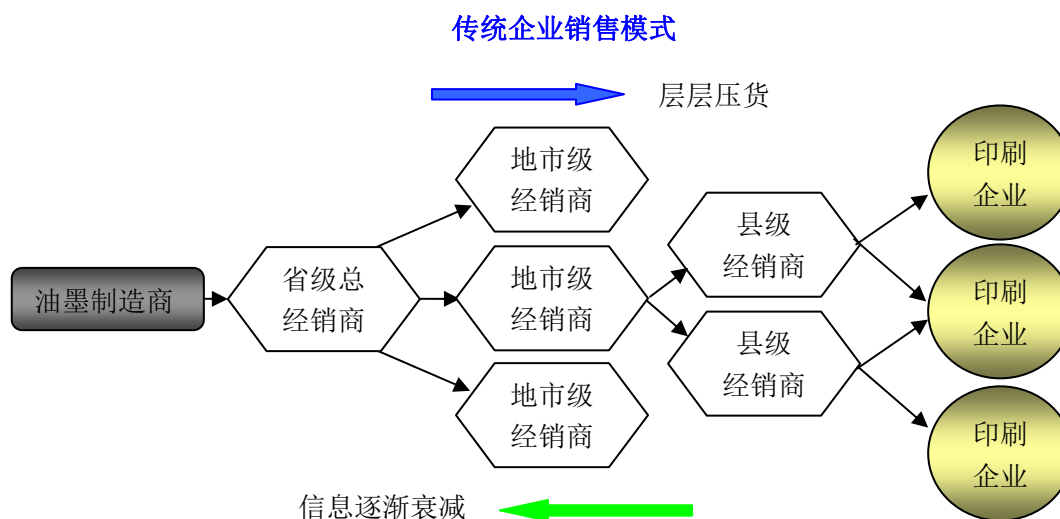 传统企业销售模式
层层压货
油墨制造商
省级总
经销商
地市级
经销商
地市级
经销商
地市级
经销商
县级
经销商
县级
经销商
印刷
企业
印刷
企业
印刷
企业
信息逐渐衰减